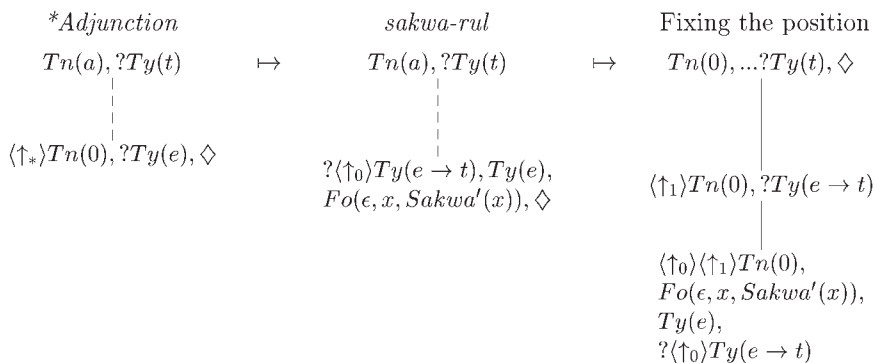 *Adjunction sakwa-rul Fixing the position
Tn(a), ?Ty(t) ↦ Tn(a), ?Ty(t) ↦ Tn(0), ...?Ty(t), ♢
⟨↑*⟩Tn(0), ?Ty(e), ♢
?⟨↑0⟩Ty(e → t), Ty(e),
Fo(ϵ, x, Sakwa′(x)), ♢
⟨↑1⟩Tn(0), ?Ty(e → t)
⟨↑0⟩⟨↑1⟩Tn(0),
Fo(ϵ, x, Sakwa′(x)),
Ty(e),
?⟨↑0⟩Ty(e → t)